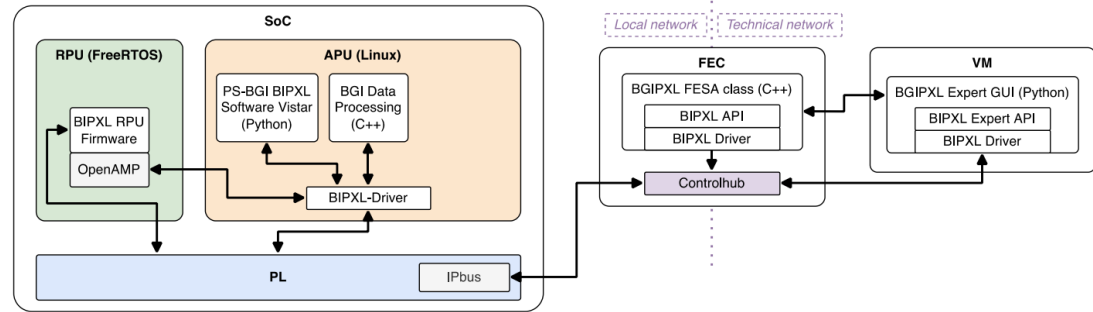 SoC
RPU (FreeRTOS)
BIPXL RPU
Firmware
OpenAMP
APU (Linux)
PS-BGI BIPXL
Software Vistar
(Python)
BGI Data
Processing
(C++)
BIPXL-Driver
PL
IPbus
Local network
Technical network
FEC
BGIPXL FESA class (C++)
BIPXL API
BIPXL Driver
Controlhub
VM
BGIPXL Expert GUI (Python)
BIPXL Expert API
BIPXL Driver